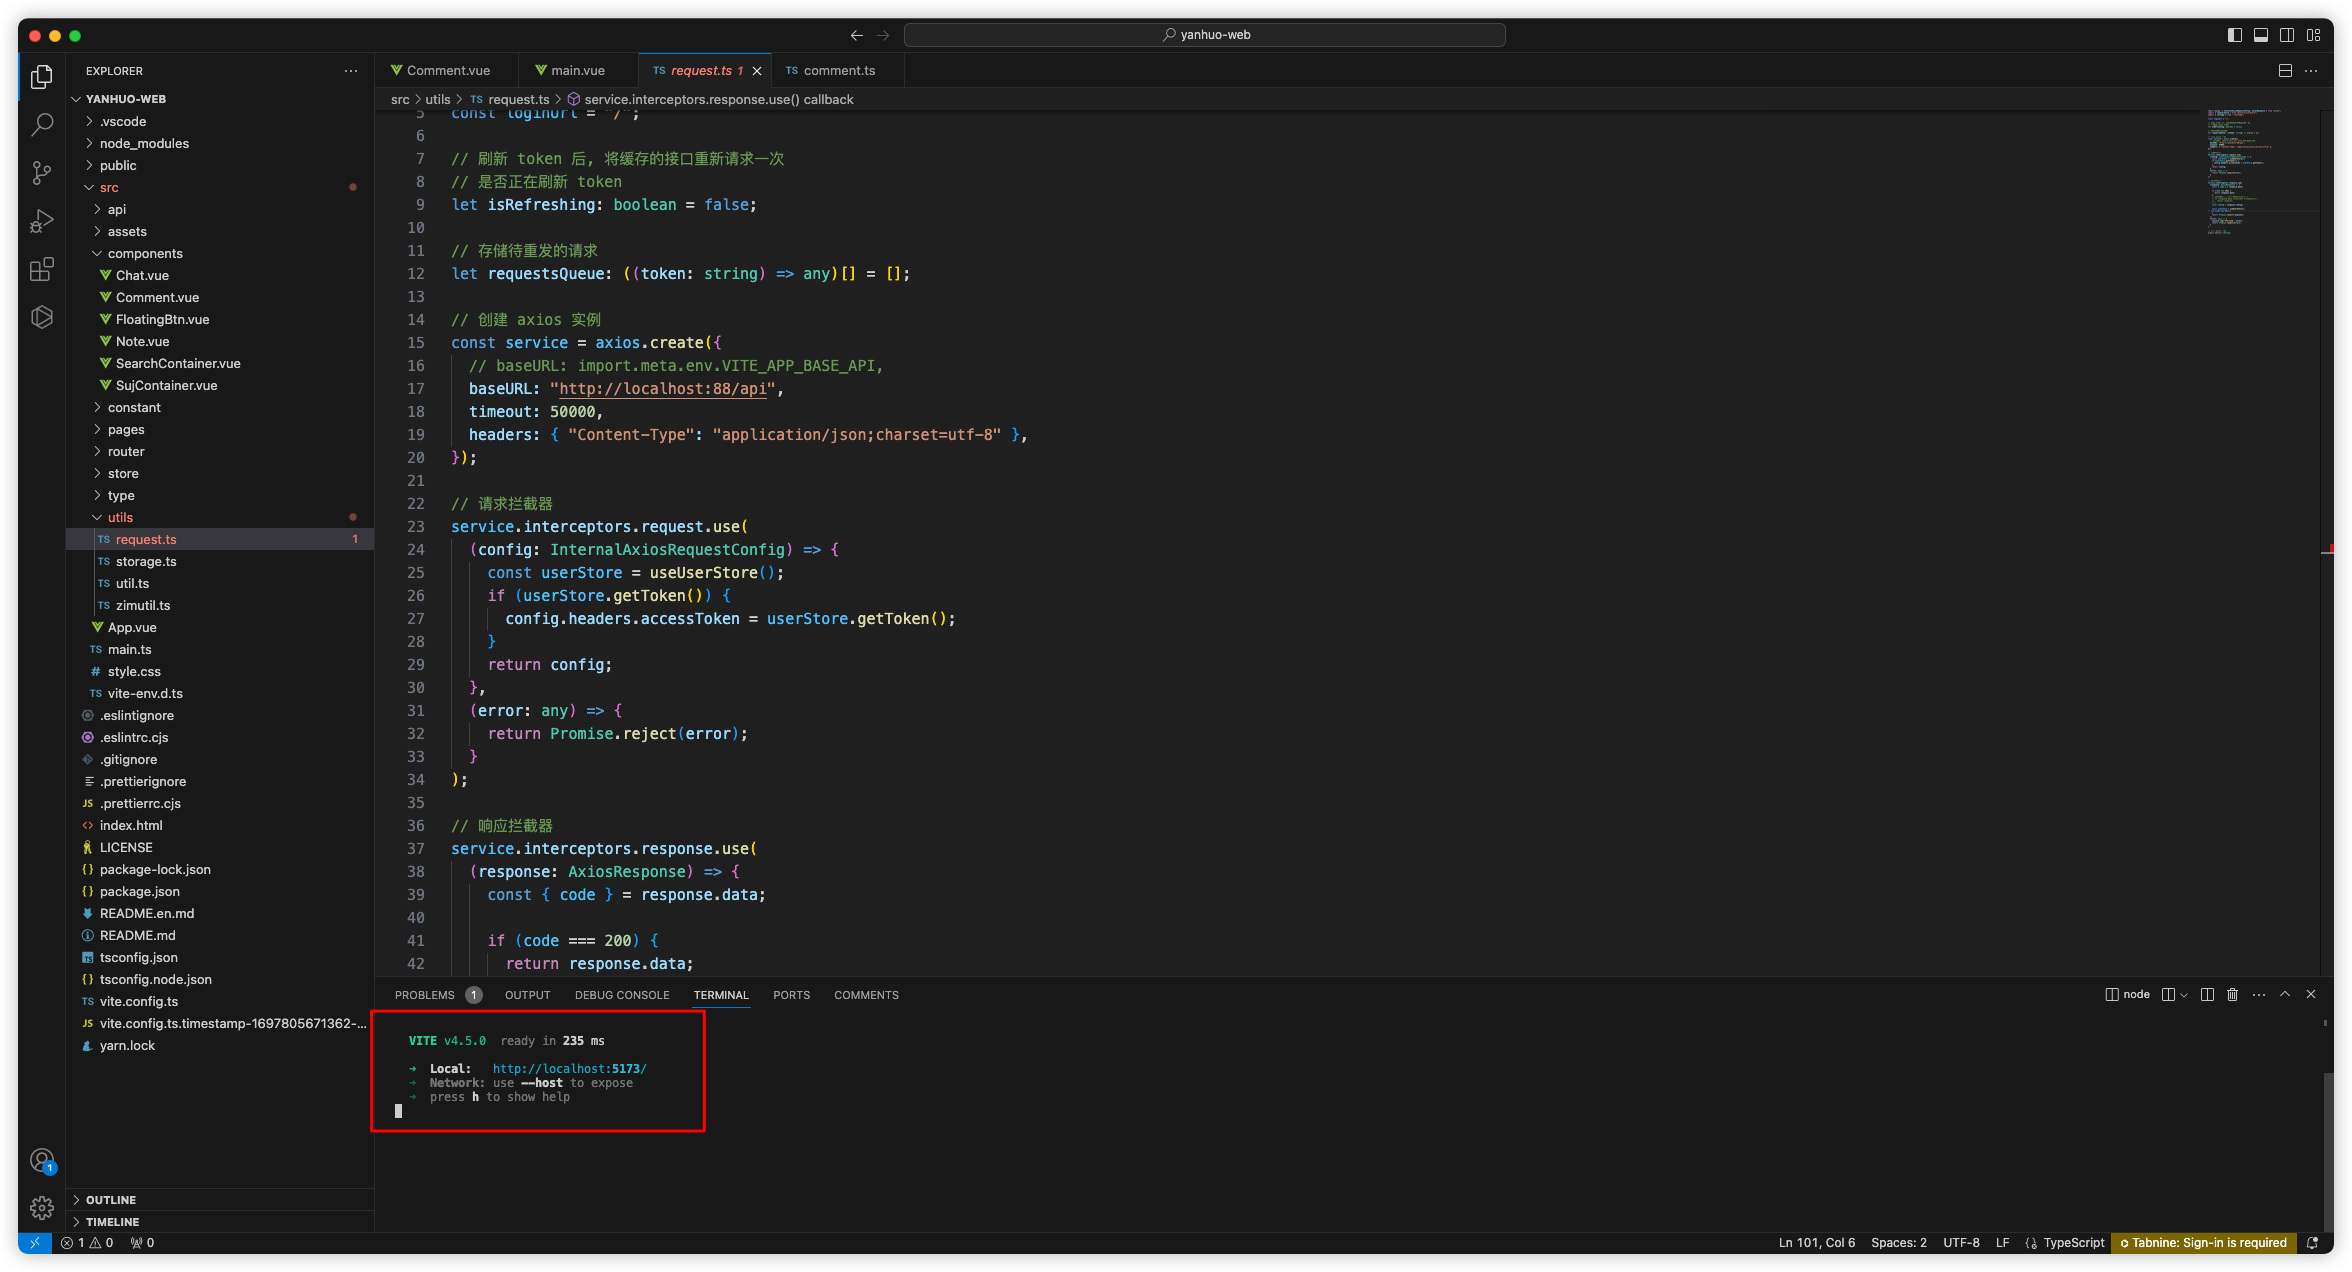 yanhuo-web
EXPLORER
YANHUO-WEB
.vscode
node_modules
public
src
api
assets
components
Chat.vue
Comment.vue
FloatingBtn.vue
Note.vue
SearchContainer.vue
SujContainer.vue
constant
pages
router
store
type
utils
TS request.ts 1
TS storage.ts
TS util.ts
TS zimutil.ts
App.vue
TS main.ts
# style.css
TS vite-env.d.ts
.eslintignore
.eslintrc.cjs
.gitignore
.prettierignore
JS .prettierrc.cjs
index.html
LICENSE
{} package-lock.json
{} package.json
README.en.md
README.md
tsconfig.json
{} tsconfig.node.json
TS vite.config.ts
JS vite.config.ts.timestamp-1697805671362-...
yarn.lock
OUTLINE
TIMELINE
Comment.vue
main.vue
TS request.ts 1
TS comment.ts
src > utils > TS request.ts > service.interceptors.response.use() callback
5 const loginUrl = "/";
6
7 // 刷新 token 后, 将缓存的接口重新请求一次
8 // 是否正在刷新 token
9 let isRefreshing: boolean = false;
10
11 // 存储待重发的请求
12 let requestsQueue: ((token: string) => any)[] = [];
13
14 // 创建 axios 实例
15 const service = axios.create({
16 // baseURL: import.meta.env.VITE_APP_BASE_API,
17 baseURL: "http://localhost:88/api",
18 timeout: 50000,
19 headers: { "Content-Type": "application/json;charset=utf-8" },
20 });
21
22 // 请求拦截器
23 service.interceptors.request.use(
24 (config: InternalAxiosRequestConfig) => {
25 const userStore = useUserStore();
26 if (userStore.getToken()) {
27 config.headers.accessToken = userStore.getToken();
28 }
29 return config;
30 },
31 (error: any) => {
32 return Promise.reject(error);
33 }
34 );
35
36 // 响应拦截器
37 service.interceptors.response.use(
38 (response: AxiosResponse) => {
39 const { code } = response.data;
40
41 if (code === 200) {
42 return response.data;
PROBLEMS 1 OUTPUT DEBUG CONSOLE TERMINAL PORTS COMMENTS
node
VITE v4.5.0 ready in 235 ms
➜ Local: http://localhost:5173/
➜ Network: use --host to expose
➜ press h to show help
1
1 0 0
Ln 101, Col 6 Spaces: 2 UTF-8 LF TypeScript Tabnine: Sign-in is required